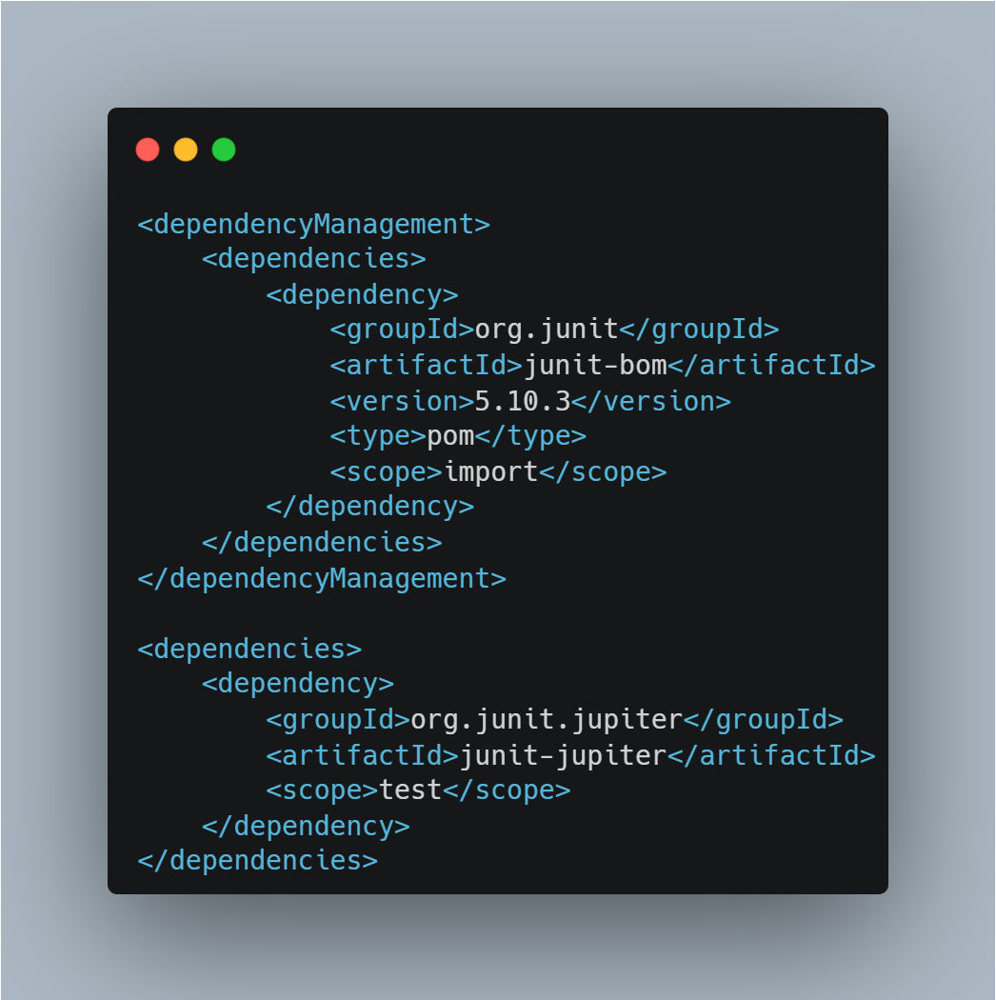 <dependencyManagement>
    <dependencies>
        <dependency>
            <groupId>org.junit</groupId>
            <artifactId>junit-bom</artifactId>
            <version>5.10.3</version>
            <type>pom</type>
            <scope>import</scope>
        </dependency>
    </dependencies>
</dependencyManagement>

<dependencies>
    <dependency>
        <groupId>org.junit.jupiter</groupId>
        <artifactId>junit-jupiter</artifactId>
        <scope>test</scope>
    </dependency>
</dependencies>